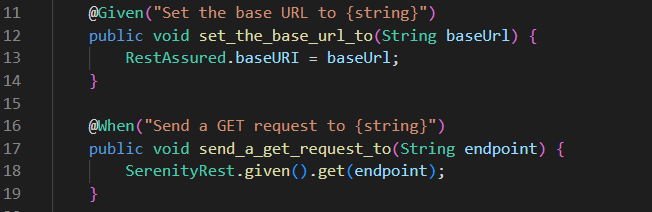 11 @Given("Set the base URL to {string}")
12 public void set_the_base_url_to(String baseUrl) {
13 RestAssured.baseURI = baseUrl;
14 }
15
16 @When("Send a GET request to {string}")
17 public void send_a_get_request_to(String endpoint) {
18 SerenityRest.given().get(endpoint);
19 }